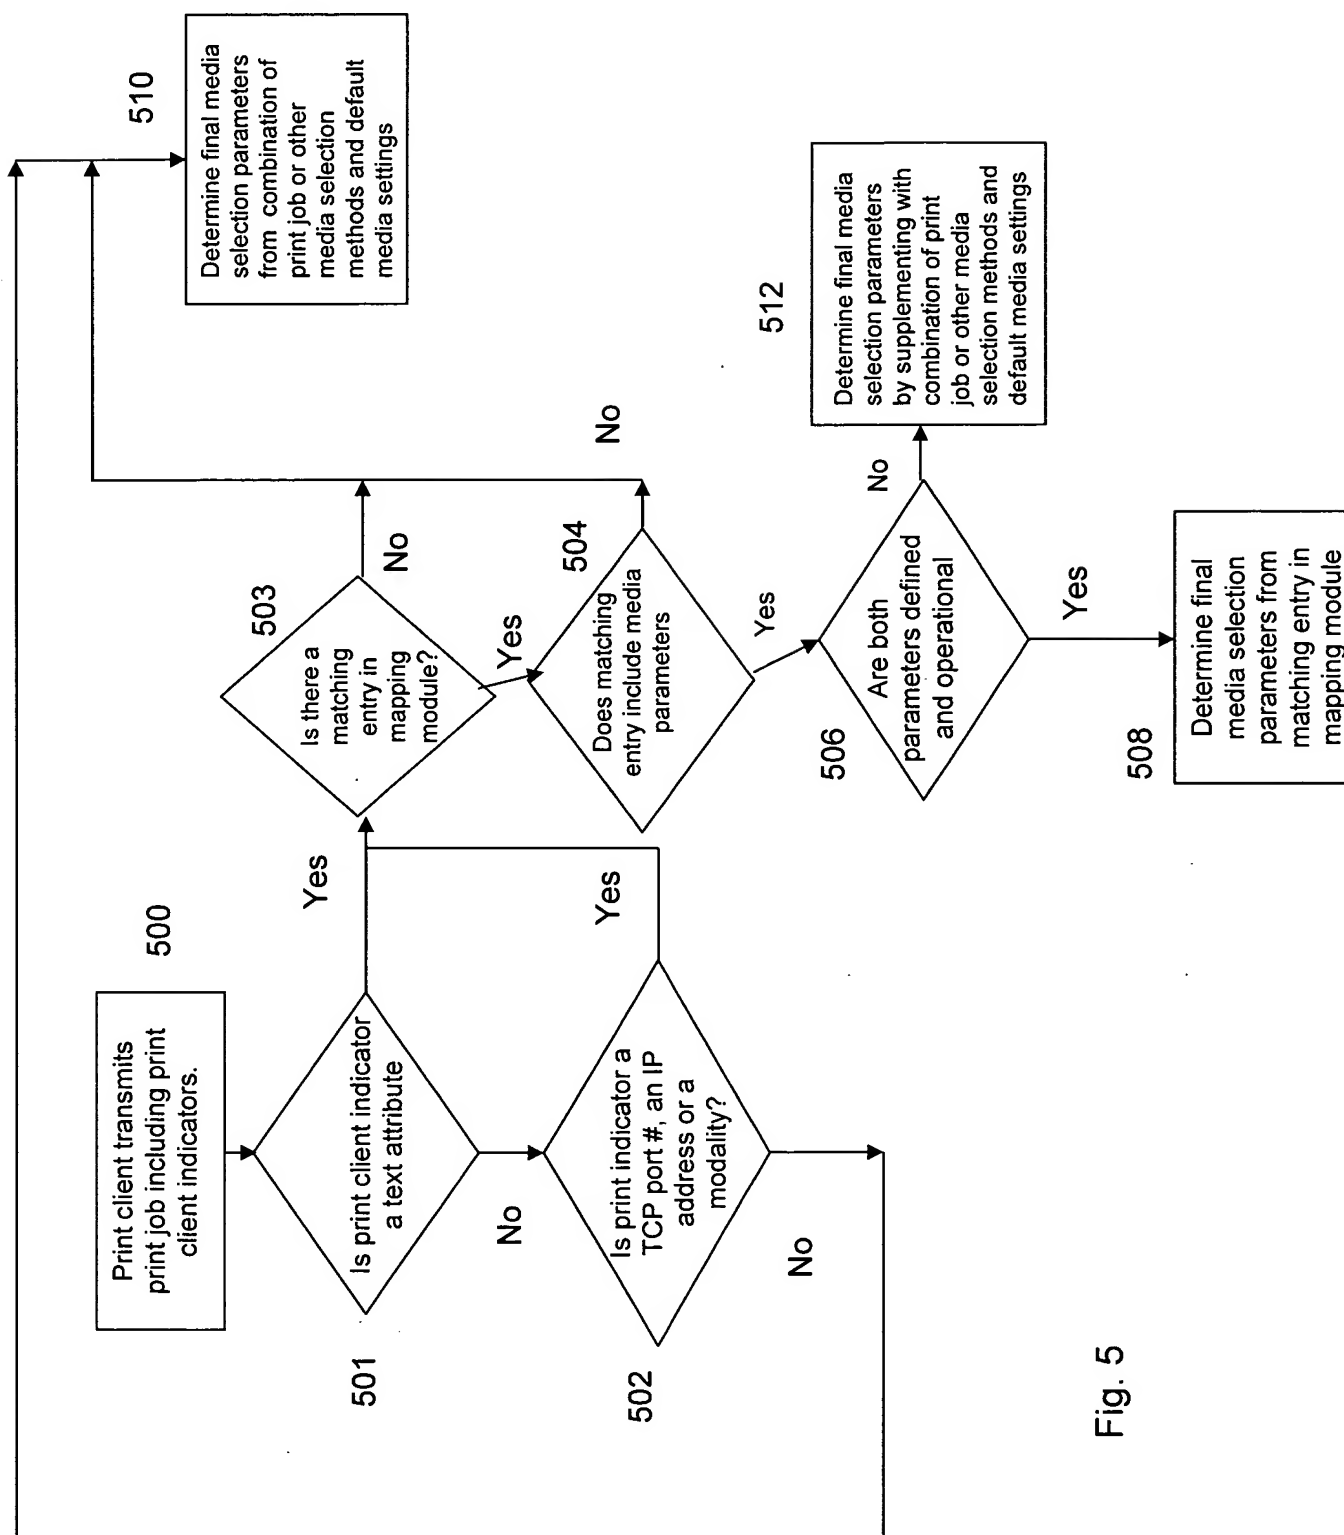 500
Print client transmits
print job including print
client indicators.
501
Is print client indicator
a text attribute
Yes
No
502
Is print indicator a
TCP port #, an IP
address or a
modality?
Yes
No
503
Is there a
matching
entry in
mapping
module?
No
Yes
504
Does matching
entry include media
parameters
No
Yes
506
Are both
parameters defined
and operational
No
Yes
508
Determine final
media selection
parameters from
matching entry in
mapping module
510
Determine final media
selection parameters
from combination of
print job or other
media selection
methods and default
media settings
512
Determine final media
selection parameters
by supplementing with
combination of print
job or other media
selection methods and
default media settings
Fig. 5